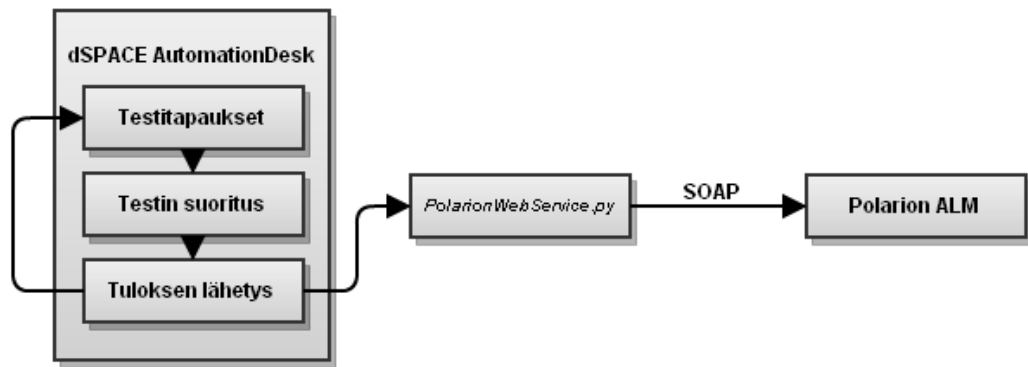 dSPACE AutomationDesk
Testitapaukset
Testin suoritus
Tuloksen lähetys
PolarionWebService.py
SOAP
Polarion ALM